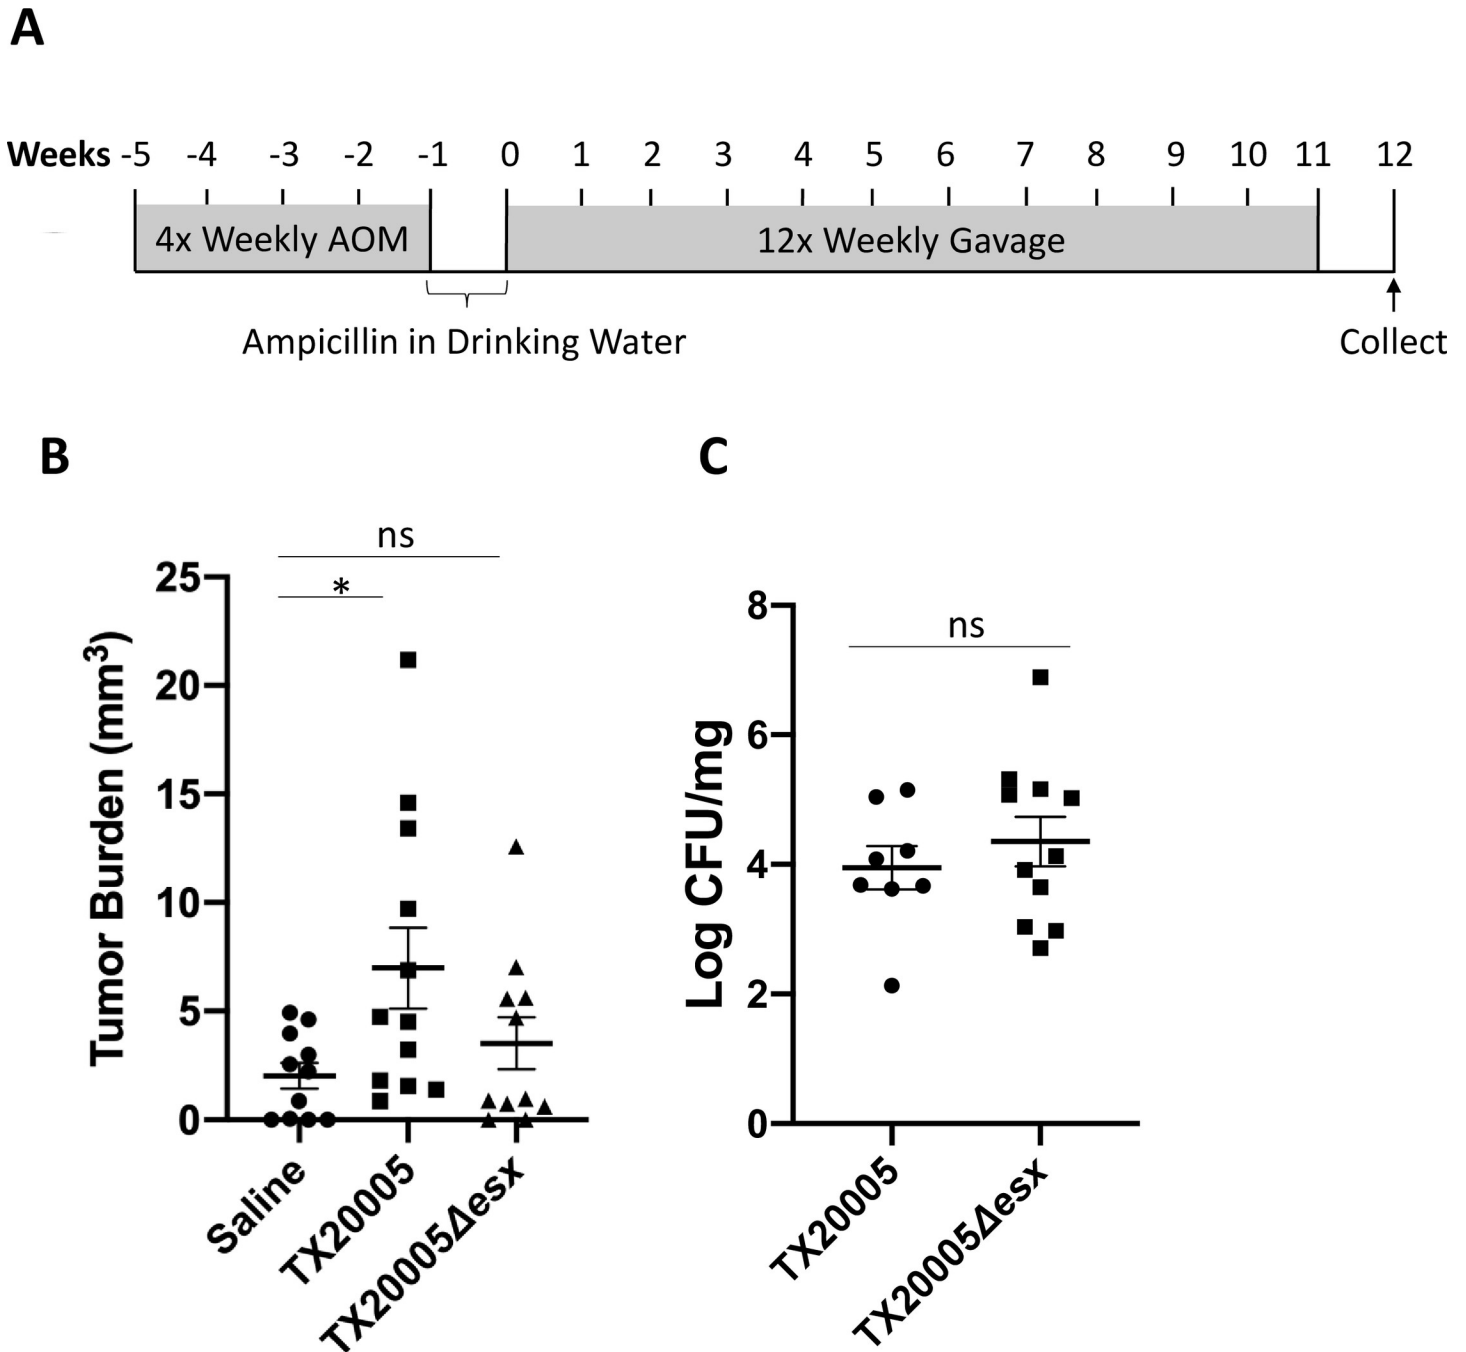 A
Weeks -5 -4 -3 -2 -1 0 1 2 3 4 5 6 7 8 9 10 11 12
4x Weekly AOM 12x Weekly Gavage
Ampicillin in Drinking Water Collect
B C
ns
*
25
20
15
10
5
0
Tumor Burden (mm³)
Saline
TX20005
TX20005Δesx
ns
8
6
4
2
0
Log CFU/mg
TX20005
TX20005Δesx